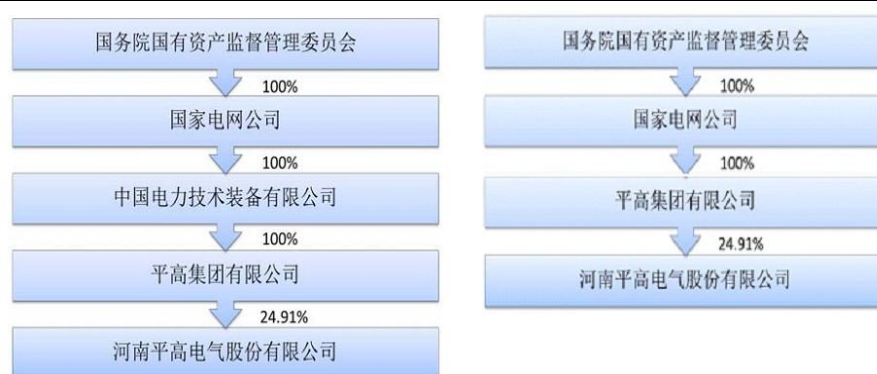 国务院国有资产监督管理委员会
100%
国家电网公司
100%
中国电力技术装备有限公司
100%
平高集团有限公司
24.91%
河南平高电气股份有限公司
国务院国有资产监督管理委员会
100%
国家电网公司
100%
平高集团有限公司
24.91%
河南平高电气股份有限公司